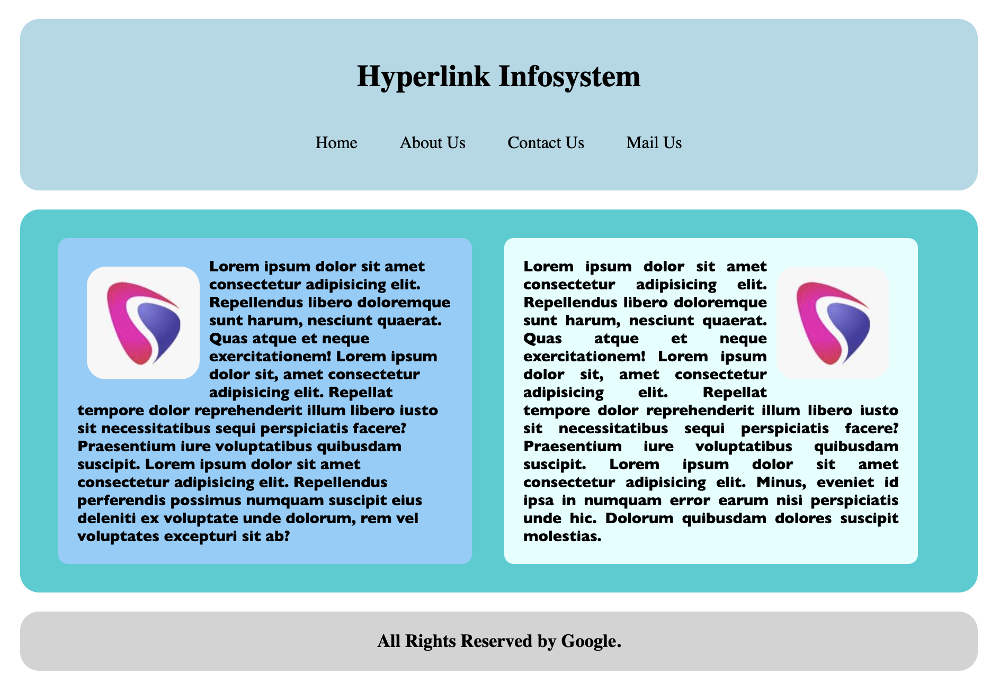 Hyperlink Infosystem
Home About Us Contact Us Mail Us
Lorem ipsum dolor sit amet
consectetur adipisicing elit.
Repellendus libero doloremque
sunt harum, nesciunt quaerat.
Quas atque et neque
exercitationem! Lorem ipsum
dolor sit, amet consectetur
adipisicing elit. Repellat
tempore dolor reprehenderit illum libero iusto
sit necessitatibus sequi perspiciatis facere?
Praesentium iure voluptatibus quibusdam
suscipit. Lorem ipsum dolor sit amet
consectetur adipisicing elit. Repellendus
perferendis possimus numquam suscipit eius
deleniti ex voluptate unde dolorum, rem vel
voluptates excepturi sit ab?
Lorem ipsum dolor sit amet
consectetur adipisicing elit.
Repellendus libero doloremque
sunt harum, nesciunt quaerat.
Quas atque et neque
exercitationem! Lorem ipsum
dolor sit, amet consectetur
adipisicing elit. Repellat
tempore dolor reprehenderit illum libero iusto
sit necessitatibus sequi perspiciatis facere?
Praesentium iure voluptatibus quibusdam
suscipit. Lorem ipsum dolor sit amet
consectetur adipisicing elit. Minus, eveniet id
ipsa in numquam error earum nisi perspiciatis
unde hic. Dolorum quibusdam dolores suscipit
molestias.
All Rights Reserved by Google.